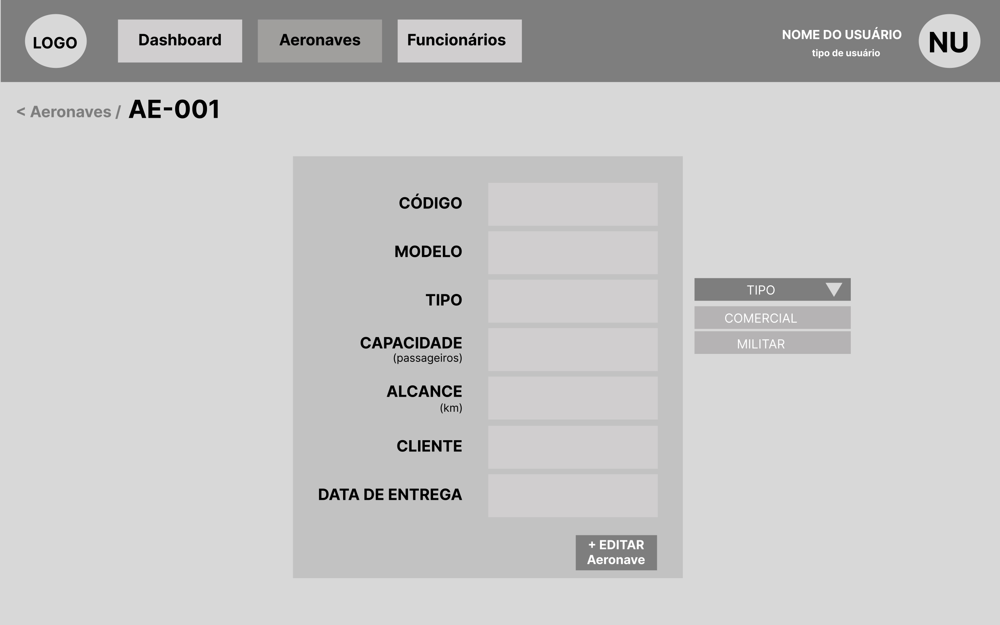 LOGO
Dashboard
Aeronaves
Funcionários
NOME DO USUÁRIO
tipo de usuário
NU
< Aeronaves / AE-001
CÓDIGO
MODELO
TIPO
CAPACIDADE
(passageiros)
ALCANCE
(km)
CLIENTE
DATA DE ENTREGA
+ EDITAR
Aeronave
TIPO
COMERCIAL
MILITAR